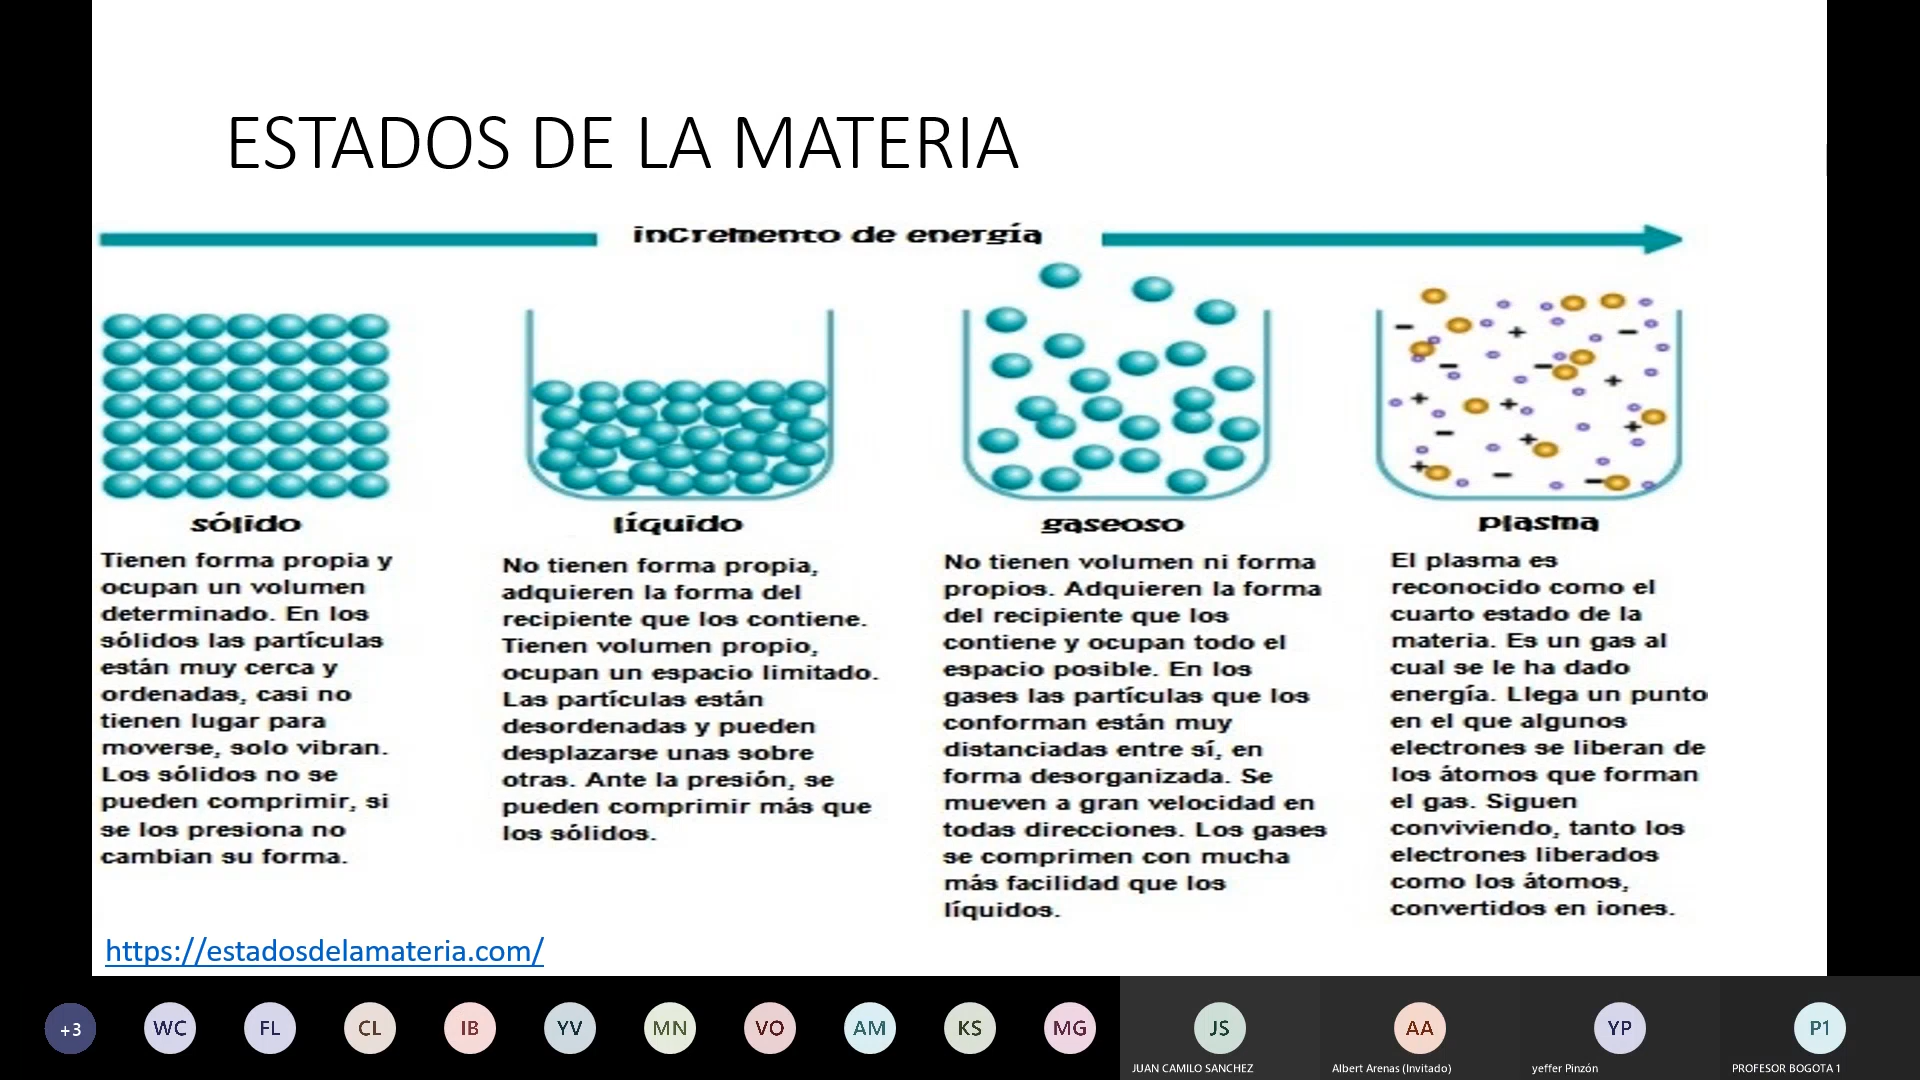 ESTADOS DE LA MATERIA
incremento de energía
sólido
Tienen forma propia y
ocupan un volumen
determinado. En los
sólidos las partículas
están muy cerca y
ordenadas, casi no
tienen lugar para
moverse, solo vibran.
Los sólidos no se
pueden comprimir, si
se los presiona no
cambian su forma.
líquido
No tienen forma propia,
adquieren la forma del
recipiente que los contiene.
Tienen volumen propio,
ocupan un espacio limitado.
Las partículas están
desordenadas y pueden
desplazarse unas sobre
otras. Ante la presión, se
pueden comprimir más que
los sólidos.
gaseoso
No tienen volumen ni forma
propios. Adquieren la forma
del recipiente que los
contiene y ocupan todo el
espacio posible. En los
gases las partículas que los
conforman están muy
distanciadas entre sí, en
forma desorganizada. Se
mueven a gran velocidad en
todas direcciones. Los gases
se comprimen con mucha
más facilidad que los
líquidos.
plasma
El plasma es
reconocido como el
cuarto estado de la
materia. Es un gas al
cual se le ha dado
energía. Llega un punto
en el que algunos
electrones se liberan de
los átomos que forman
el gas. Siguen
conviviendo, tanto los
electrones liberados
como los átomos,
convertidos en iones.
https://estadosdelamateria.com/
+3 WC FL CL IB YV MN VO AM KS MG JS AA YP P1
JUAN CAMILO SANCHEZ Albert Arenas (Invitado) yeffer Pinzón PROFESOR BOGOTA 1